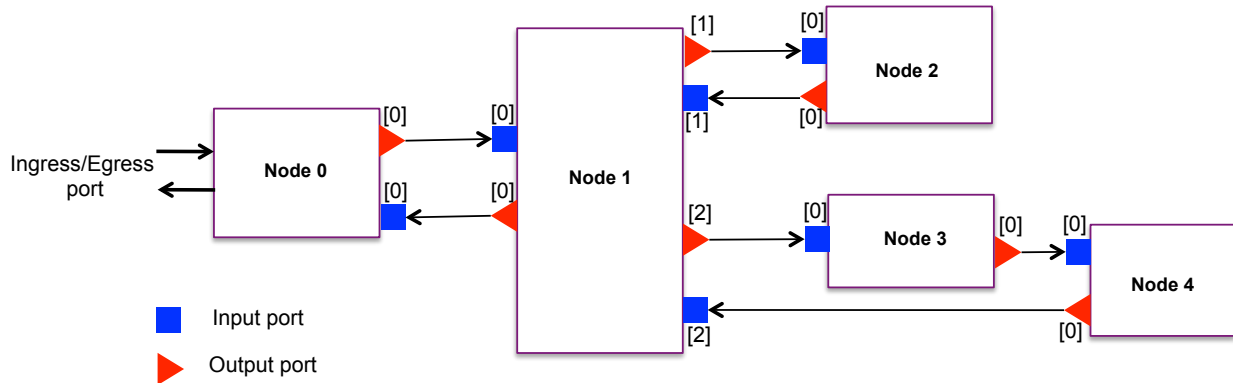 [1]
[0]
Node 2
[0]
[0]
[1]
[0]
Node 0
Node 1
Ingress/Egress
port
[0]
[0]
[2]
[0]
[0]
[0]
Node 3
Node 4
Input port
[2]
[0]
Output port